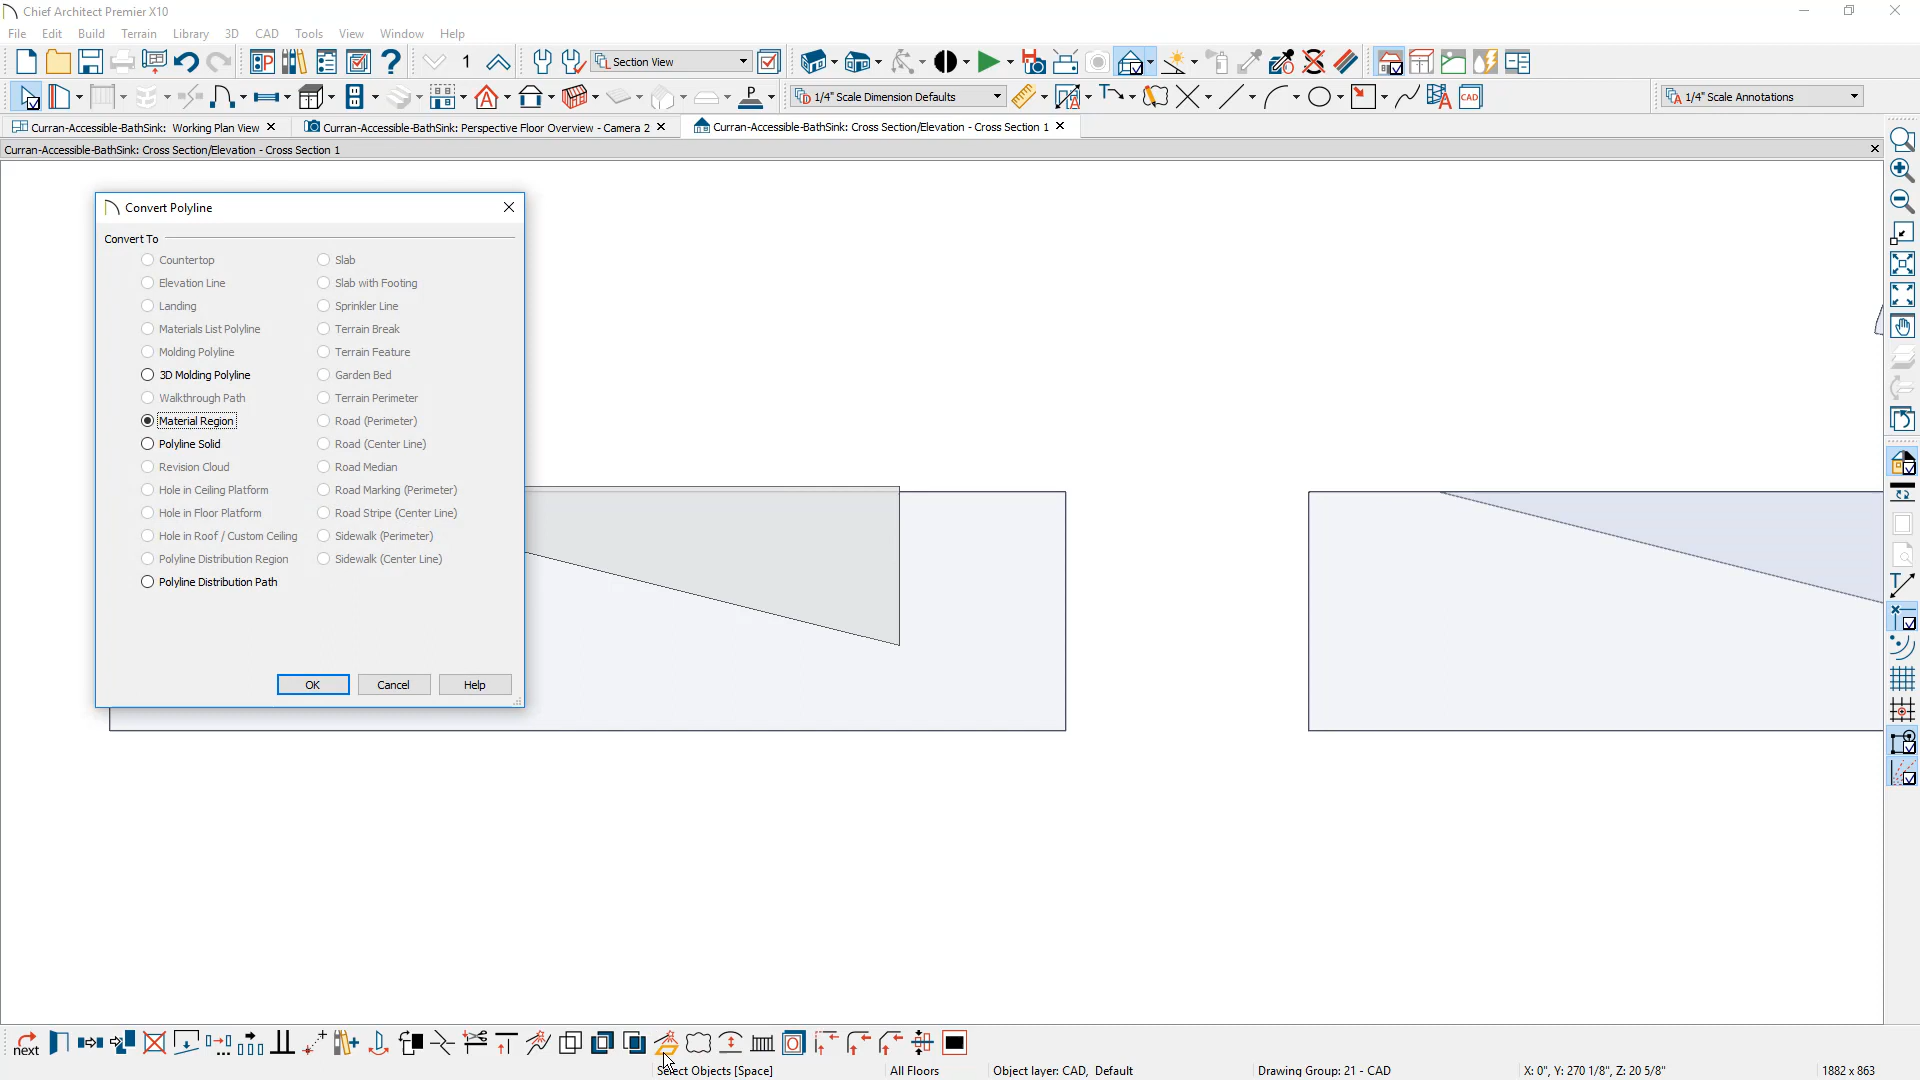 Chief Architect Premier X10
File Edit Build Terrain Library 3D CAD Tools View Window Help
1 Section View
P 1/4" Scale Dimension Defaults CAD 1/4" Scale Annotations
Curran-Accessible-BathSink: Working Plan View Curran-Accessible-BathSink: Perspective Floor Overview - Camera 2 Curran-Accessible-BathSink: Cross Section/Elevation - Cross Section 1
Curran-Accessible-BathSink: Cross Section/Elevation - Cross Section 1
Convert Polyline
Convert To
Countertop Slab
Elevation Line Slab with Footing
Landing Sprinkler Line
Materials List Polyline Terrain Break
Molding Polyline Terrain Feature
3D Molding Polyline Garden Bed
Walkthrough Path Terrain Perimeter
Material Region Road (Perimeter)
Polyline Solid Road (Center Line)
Revision Cloud Road Median
Hole in Ceiling Platform Road Marking (Perimeter)
Hole in Floor Platform Road Stripe (Center Line)
Hole in Roof / Custom Ceiling Sidewalk (Perimeter)
Polyline Distribution Region Sidewalk (Center Line)
Polyline Distribution Path
OK Cancel Help
next
Select Objects [Space] All Floors Object layer: CAD, Default Drawing Group: 21 - CAD X: 0", Y: 270 1/8", Z: 20 5/8" 1882 x 863